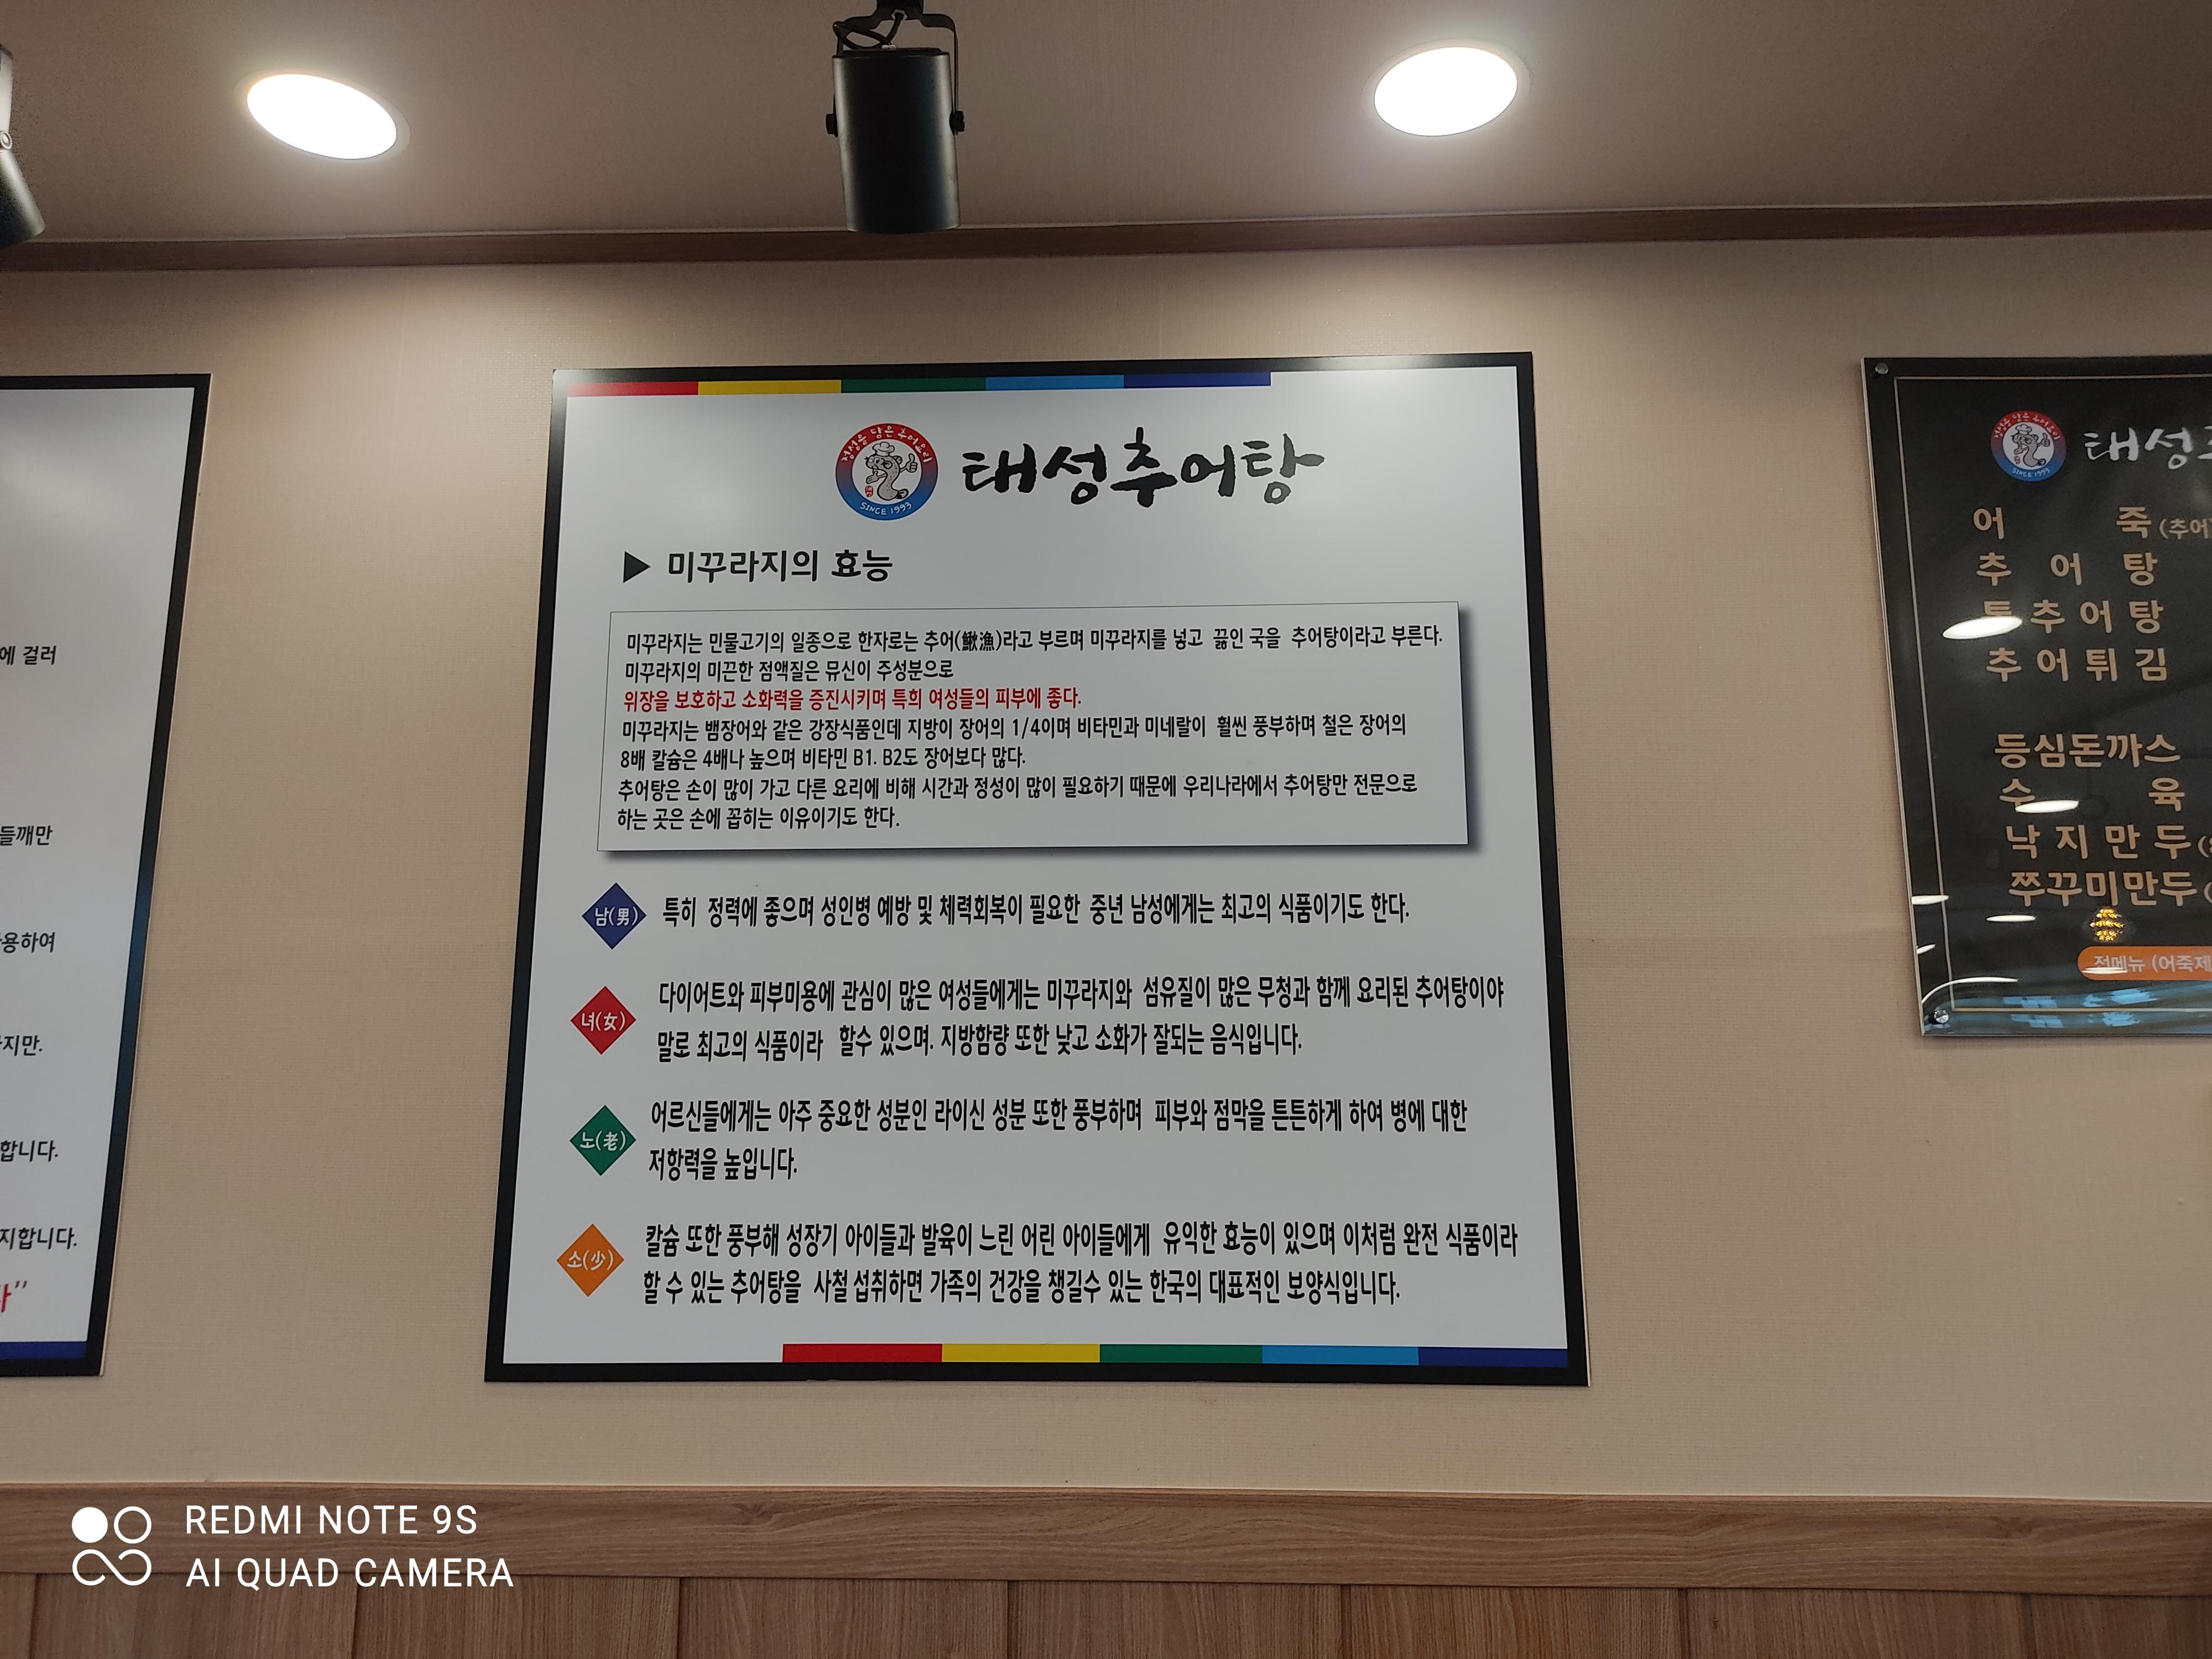 에 걸러
들깨만
용하여
지만.
합니다.
지합니다.
정성을 담은 추어요리
SINCE 1993
태성추어탕
▶ 미꾸라지의 효능
미꾸라지는 민물고기의 일종으로 한자로는 추어(鰍漁)라고 부르며 미꾸라지를 넣고 끓인 국을 추어탕이라고 부른다.
미꾸라지의 미끈한 점액질은 뮤신이 주성분으로
위장을 보호하고 소화력을 증진시키며 특희 여성들의 피부에 좋다.
미꾸라지는 뱀장어와 같은 강장식품인데 지방이 장어의 1/4이며 비타민과 미네랄이 훨씬 풍부하며 철은 장어의
8배 칼슘은 4배나 높으며 비타민 B1. B2도 장어보다 많다.
추어탕은 손이 많이 가고 다른 요리에 비해 시간과 정성이 많이 필요하기 때문에 우리나라에서 추어탕만 전문으로
하는 곳은 손에 꼽히는 이유이기도 한다.
남(男) 특히 정력에 좋으며 성인병 예방 및 체력회복이 필요한 중년 남성에게는 최고의 식품이기도 한다.
녀(女) 다이어트와 피부미용에 관심이 많은 여성들에게는 미꾸라지와 섬유질이 많은 무청과 함께 요리된 추어탕이야
말로 최고의 식품이라 할수 있으며. 지방함량 또한 낮고 소화가 잘되는 음식입니다.
노(老) 어르신들에게는 아주 중요한 성분인 라이신 성분 또한 풍부하며 피부와 점막을 튼튼하게 하여 병에 대한
저항력을 높입니다.
소(少) 칼슘 또한 풍부해 성장기 아이들과 발육이 느린 어린 아이들에게 유익한 효능이 있으며 이처럼 완전 식품이라
할 수 있는 추어탕을 사철 섭취하면 가족의 건강을 챙길수 있는 한국의 대표적인 보양식입니다.
SINCE 1993
태성
어 죽 (추어
추 어 탕
특 추 어 탕
추 어 튀 김
등심돈까스
수 육
낙 지 만 두
쭈꾸미만두
전메뉴 (어죽제
REDMI NOTE 9S
AI QUAD CAMERA